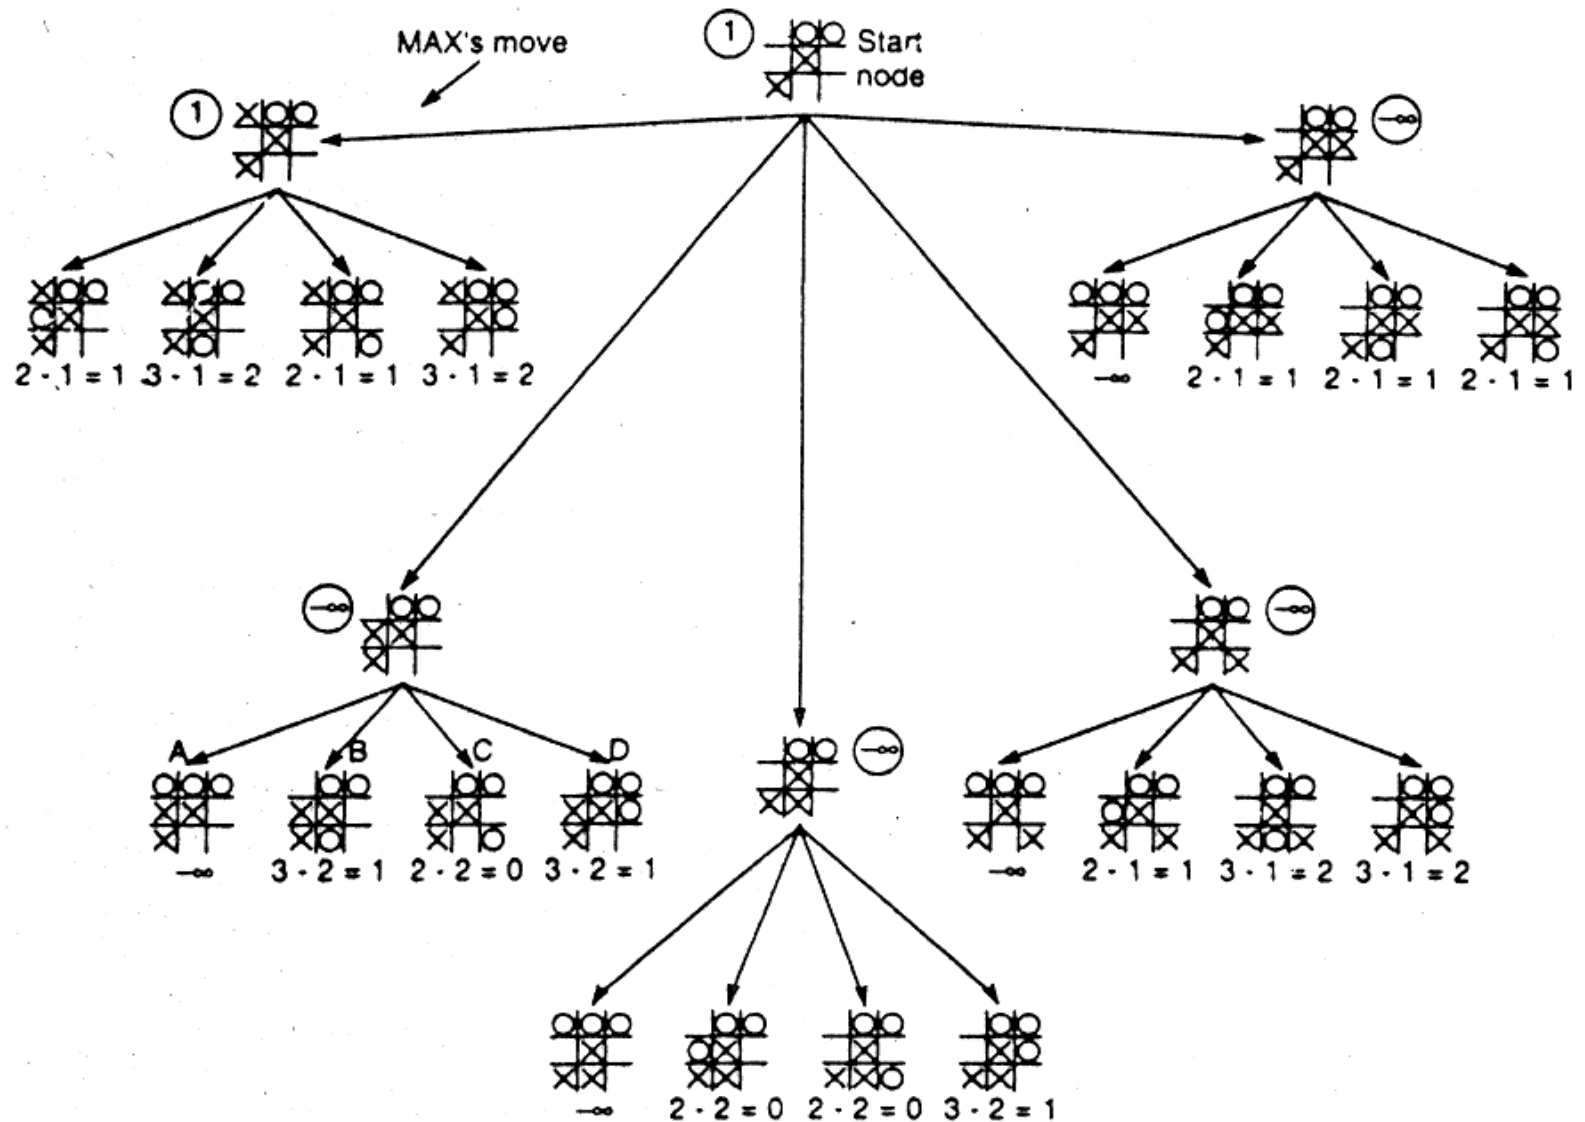 MAX's move
1
Start
node
1
-∞
2 - 1 = 1
3 - 1 = 2
2 - 1 = 1
3 - 1 = 2
-∞
2 - 1 = 1
2 - 1 = 1
2 - 1 = 1
-∞
-∞
A
B
C
D
-∞
-∞
3 - 2 = 1
2 - 2 = 0
3 - 2 = 1
-∞
2 - 1 = 1
3 - 1 = 2
3 - 1 = 2
-∞
2 - 2 = 0
2 - 2 = 0
3 - 2 = 1